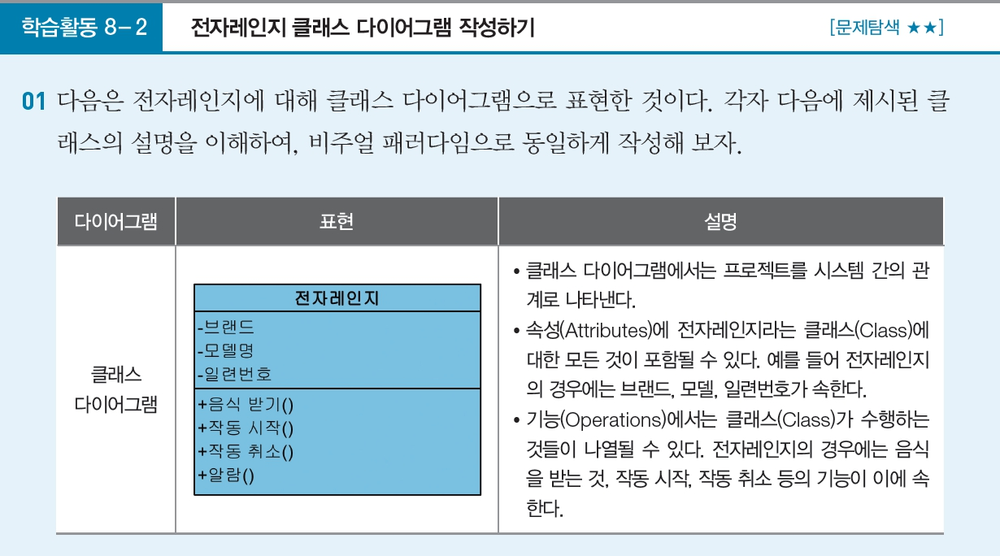 학습활동 8-2 전자레인지 클래스 다이어그램 작성하기 [문제탐색 ★★]
01 다음은 전자레인지에 대해 클래스 다이어그램으로 표현한 것이다. 각자 다음에 제시된 클
래스의 설명을 이해하여, 비주얼 패러다임으로 동일하게 작성해 보자.
다이어그램 표현 설명
클래스
다이어그램
전자레인지
-브랜드
-모델명
-일련번호
+음식 받기()
+작동 시작()
+작동 취소()
+알람()
• 클래스 다이어그램에서는 프로젝트를 시스템 간의 관
계로 나타낸다.
• 속성(Attributes)에 전자레인지라는 클래스(Class)에
대한 모든 것이 포함될 수 있다. 예를 들어 전자레인지
의 경우에는 브랜드, 모델, 일련번호가 속한다.
• 기능(Operations)에서는 클래스(Class)가 수행하는
것들이 나열될 수 있다. 전자레인지의 경우에는 음식
을 받는 것, 작동 시작, 작동 취소 등의 기능이 이에 속
한다.